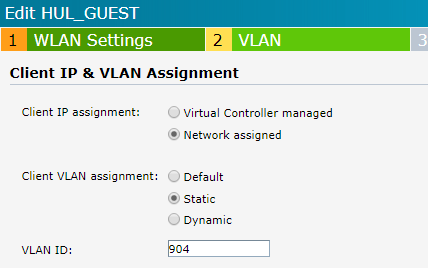 Edit HUL_GUEST
1 WLAN Settings 2 VLAN 3
Client IP & VLAN Assignment
Client IP assignment: Virtual Controller managed
Network assigned
Client VLAN assignment: Default
Static
Dynamic
VLAN ID: 904